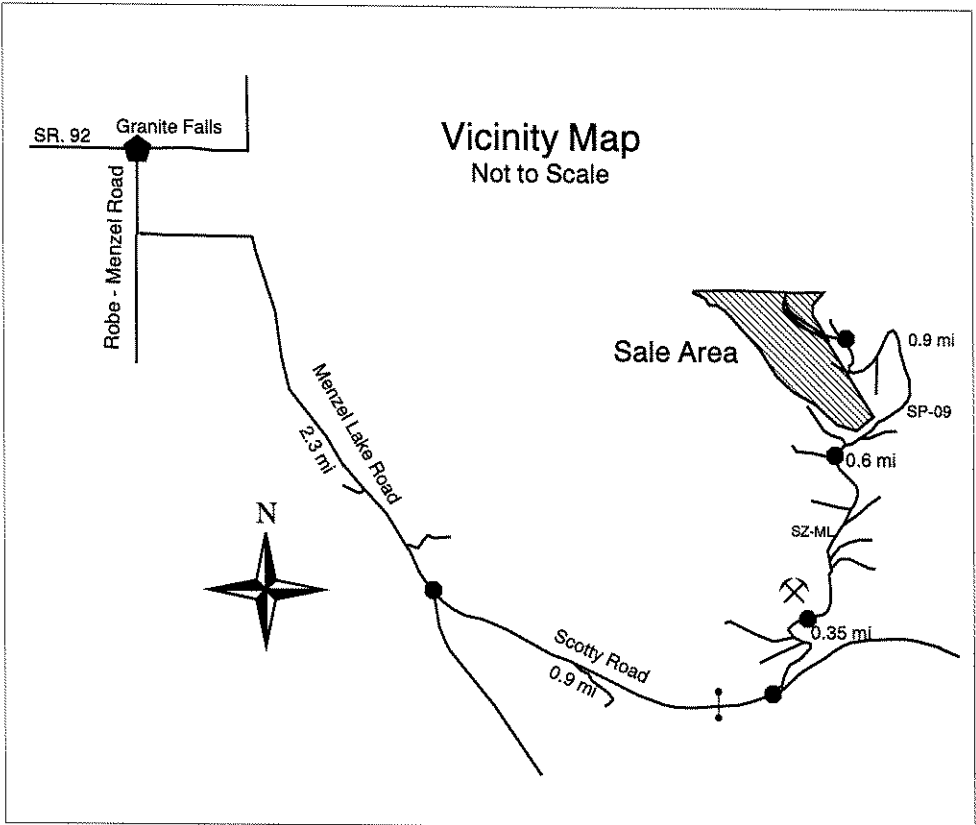 Vicinity Map
Not to Scale
Granite Falls
SR. 92
Robe - Menzel Road
Menzel Lake Road
2.3 mi
N
Sale Area
0.9 mi
SP-09
0.6 mi
SZ-ML
0.35 mi
Scotty Road
0.9 mi